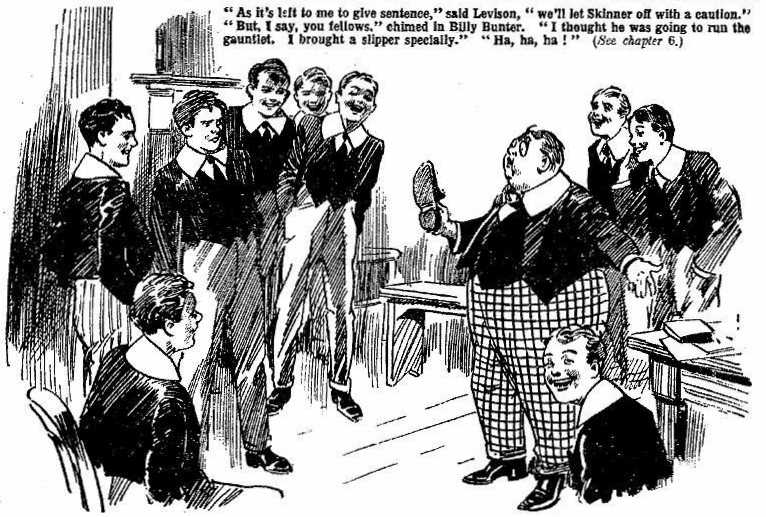 "As it's left to me to give sentence," said Levison, "we'll let Skinner off with a caution."
"But, I say, you fellows," chimed in Billy Bunter. "I thought he was going to run the
gauntlet. I brought a slipper specially." "Ha, ha, ha!" (See chapter 6.)